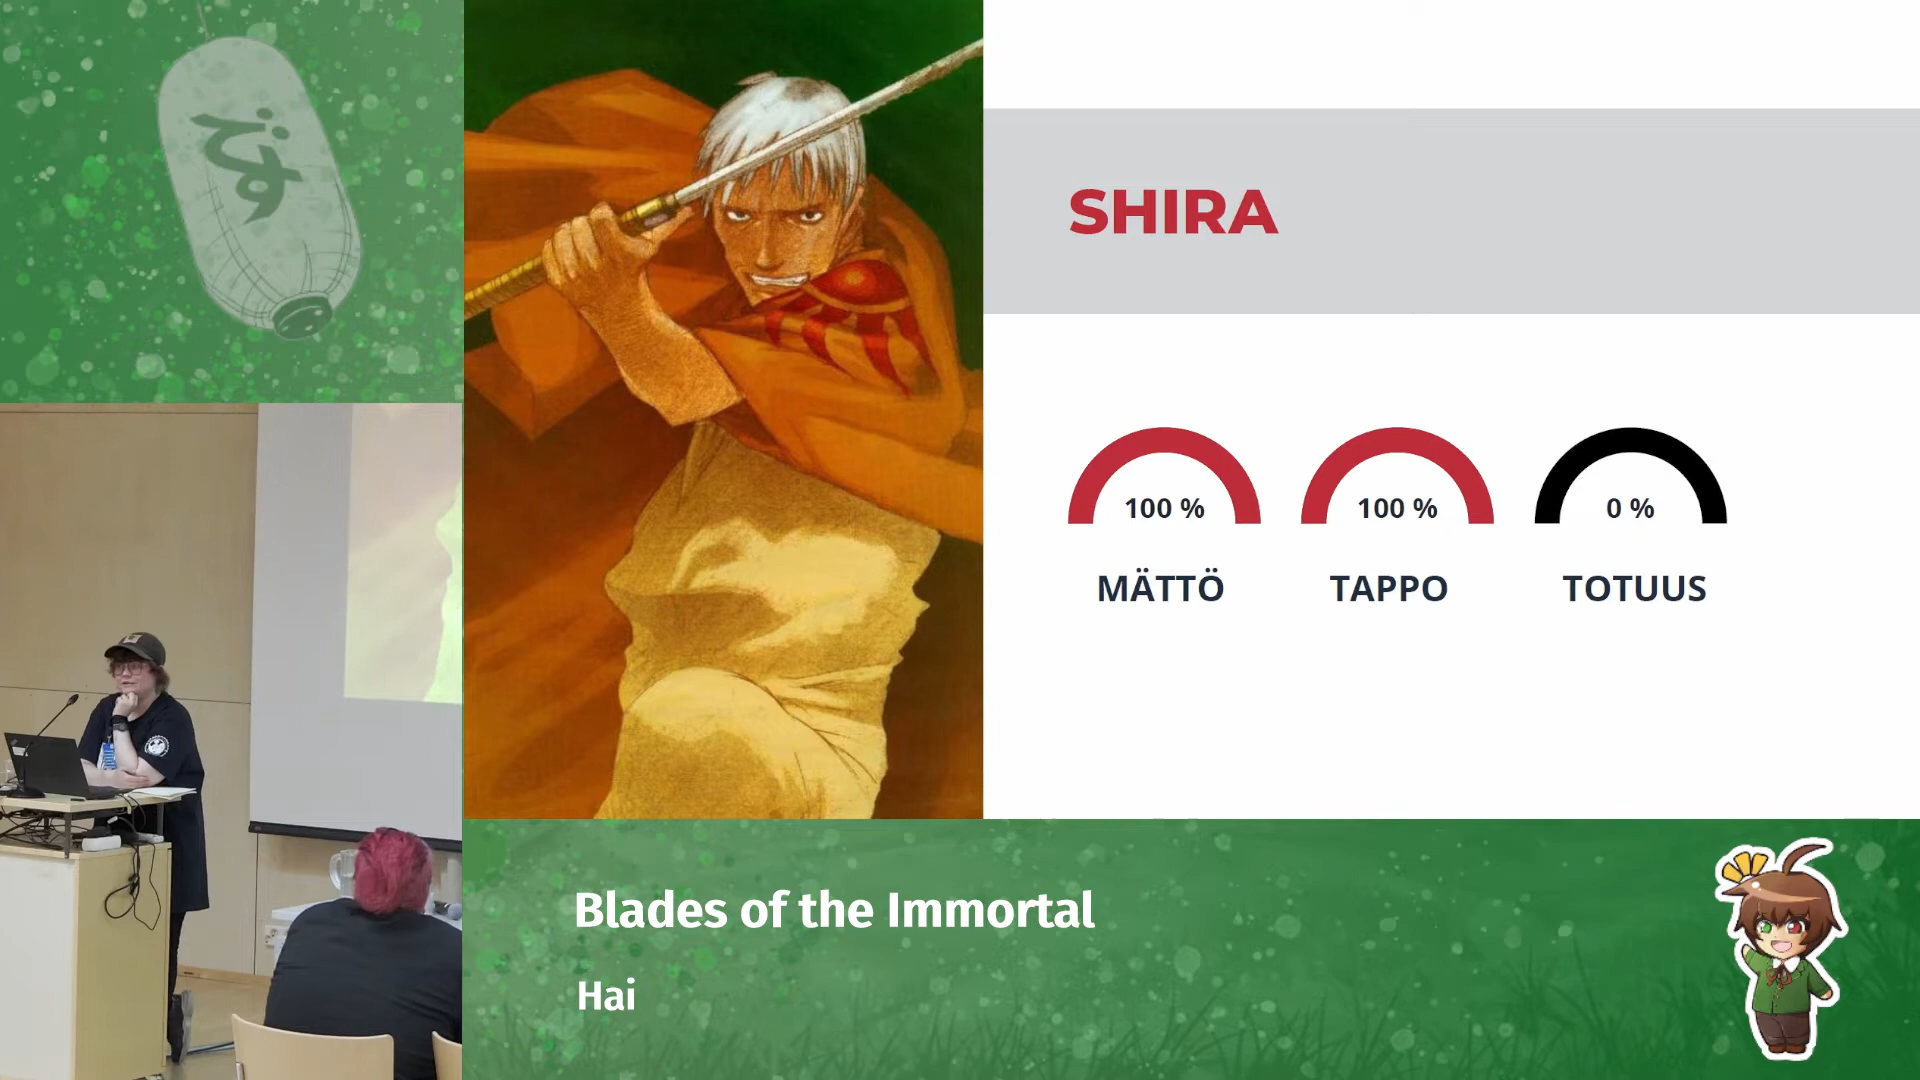 SHIRA
100 %
100 %
0 %
MÄTTÖ
TAPPO
TOTUUS
Blades of the Immortal
Hai